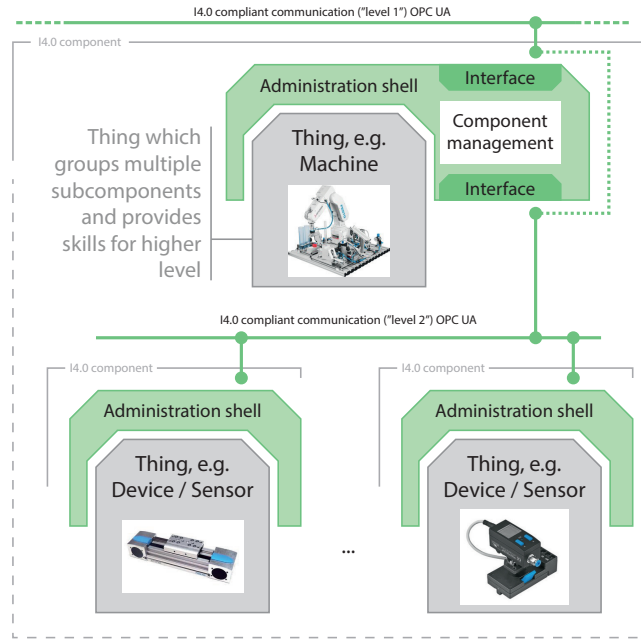 I4.0 compliant communication ("level 1") OPC UA
I4.0 component
Interface
Administration shell
Component
management
Interface
Thing, e.g.
Machine
Thing which
groups multiple
subcomponents
and provides
skills for higher
level
I4.0 compliant communication ("level 2") OPC UA
I4.0 component
Administration shell
Thing, e.g.
Device / Sensor
...
I4.0 component
Administration shell
Thing, e.g.
Device / Sensor